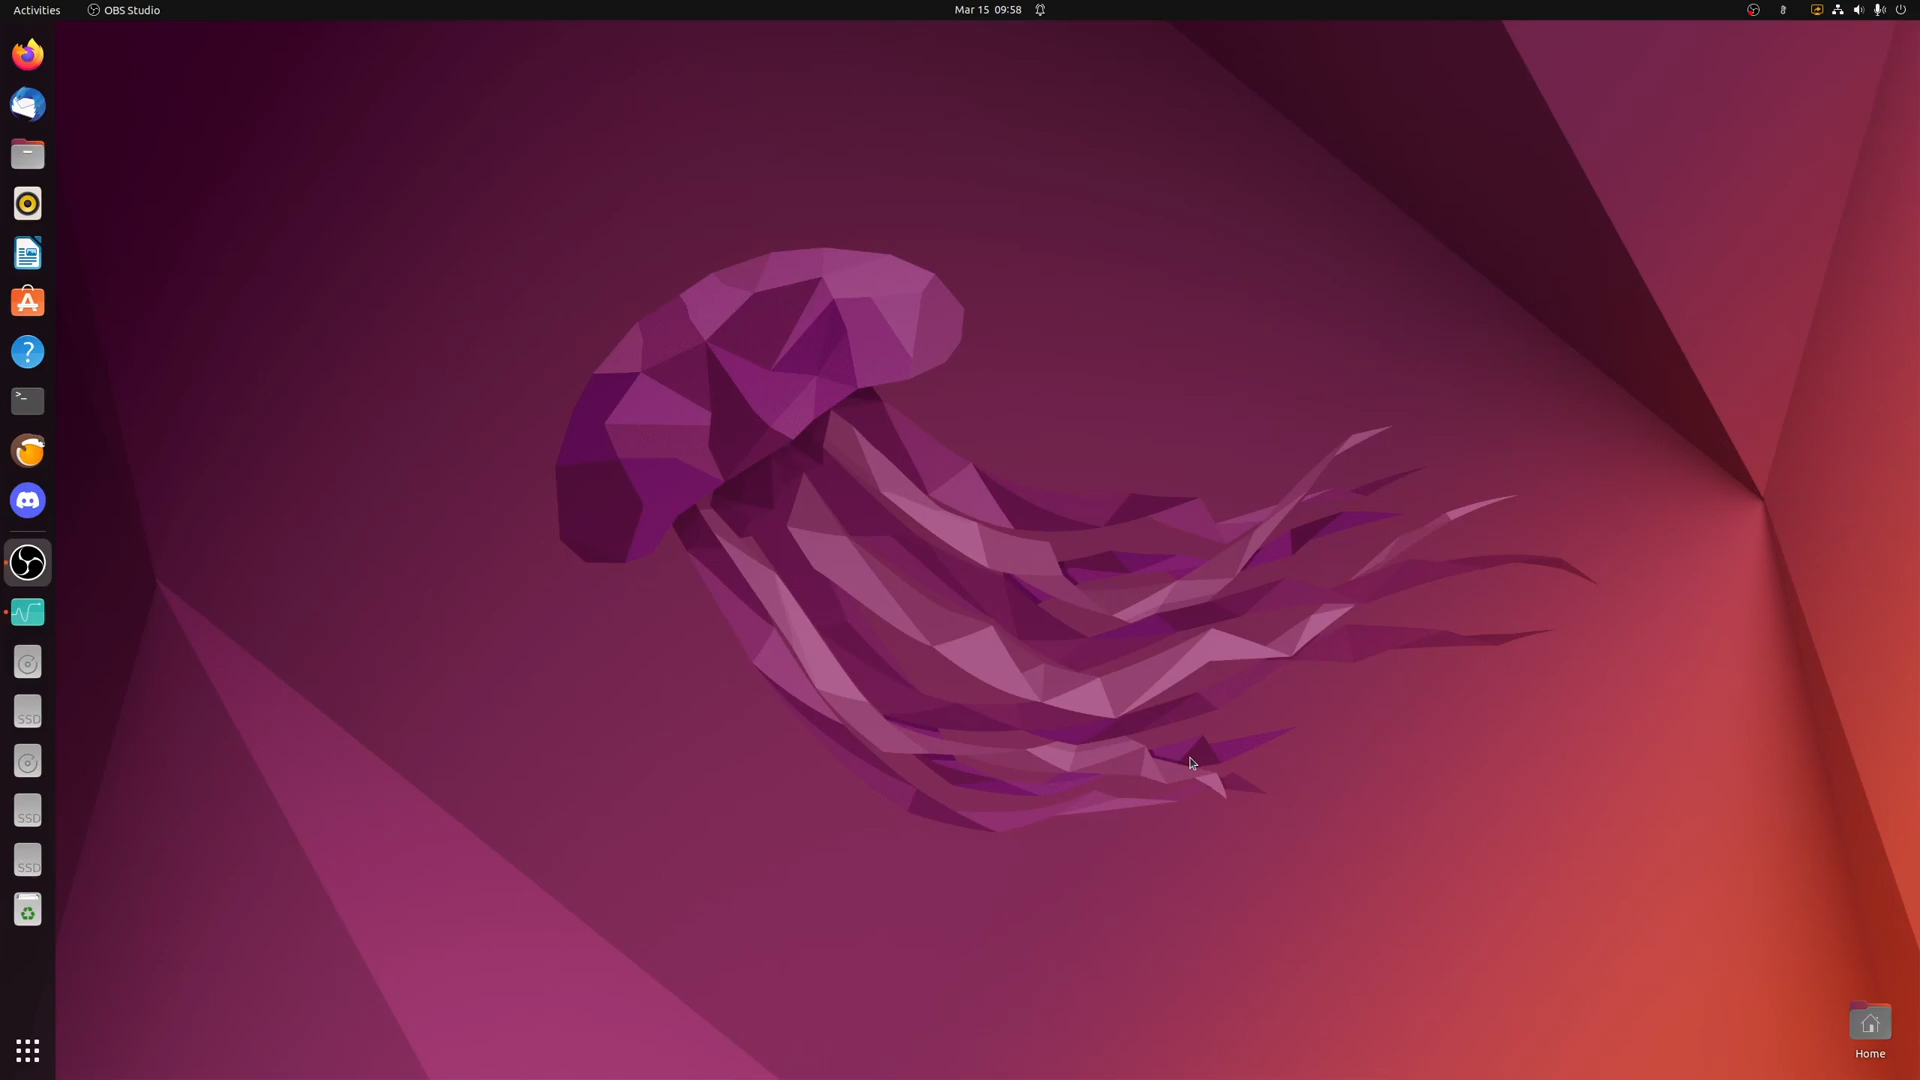 Activities
OBS Studio
Mar 15 09:58
?
>_
SSD
SSD
SSD
Home